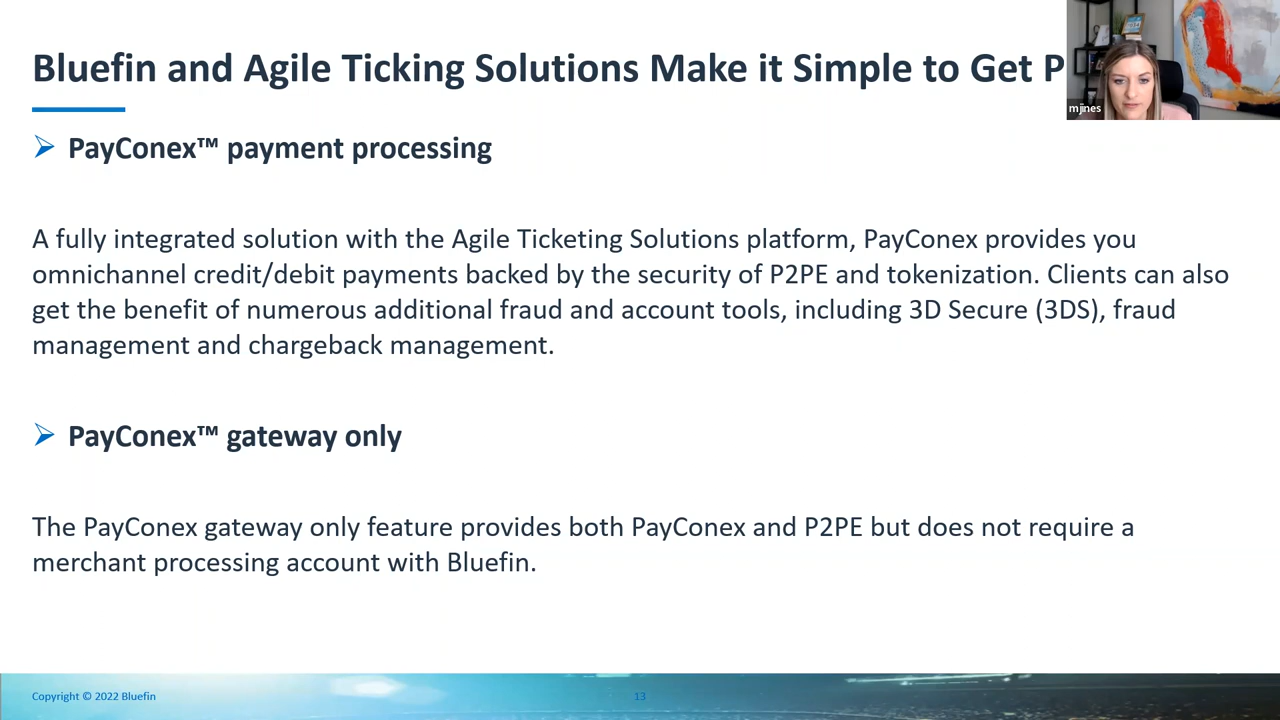 Bluefin and Agile Ticking Solutions Make it Simple to Get P
mjines
PayConex™ payment processing
A fully integrated solution with the Agile Ticketing Solutions platform, PayConex provides you
omnichannel credit/debit payments backed by the security of P2PE and tokenization. Clients can also
get the benefit of numerous additional fraud and account tools, including 3D Secure (3DS), fraud
management and chargeback management.
PayConex™ gateway only
The PayConex gateway only feature provides both PayConex and P2PE but does not require a
merchant processing account with Bluefin.
Copyright © 2022 Bluefin
13